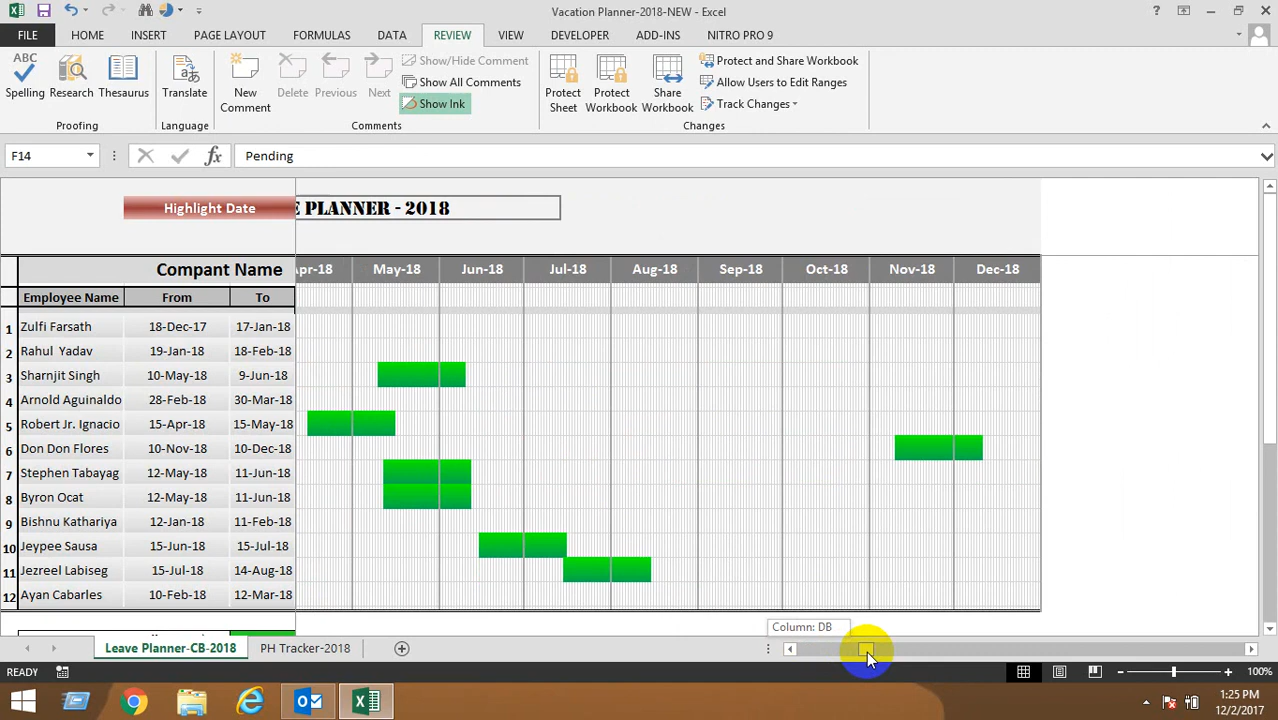 Vacation Planner-2018-NEW - Excel
FILE HOME INSERT PAGE LAYOUT FORMULAS DATA REVIEW VIEW DEVELOPER ADD-INS NITRO PRO 9
ABC
Spelling Research Thesaurus
Proofing
Translate
Language
New Comment Delete Previous Next
Show/Hide Comment
Show All Comments
Show Ink
Comments
Protect Sheet Protect Workbook Share Workbook
Protect and Share Workbook
Allow Users to Edit Ranges
Track Changes
Changes
F14 fx Pending
Highlight Date
E PLANNER - 2018
Compant Name Apr-18 May-18 Jun-18 Jul-18 Aug-18 Sep-18 Oct-18 Nov-18 Dec-18
Employee Name From To
1 Zulfi Farsath 18-Dec-17 17-Jan-18
2 Rahul Yadav 19-Jan-18 18-Feb-18
3 Sharnjit Singh 10-May-18 9-Jun-18
4 Arnold Aguinaldo 28-Feb-18 30-Mar-18
5 Robert Jr. Ignacio 15-Apr-18 15-May-18
6 Don Don Flores 10-Nov-18 10-Dec-18
7 Stephen Tabayag 12-May-18 11-Jun-18
8 Byron Ocat 12-May-18 11-Jun-18
9 Bishnu Kathariya 12-Jan-18 11-Feb-18
10 Jeypee Sausa 15-Jun-18 15-Jul-18
11 Jezreel Labiseg 15-Jul-18 14-Aug-18
12 Ayan Cabarles 10-Feb-18 12-Mar-18
Column: DB
Leave Planner-CB-2018 PH Tracker-2018
READY 100%
1:25 PM
12/2/2017